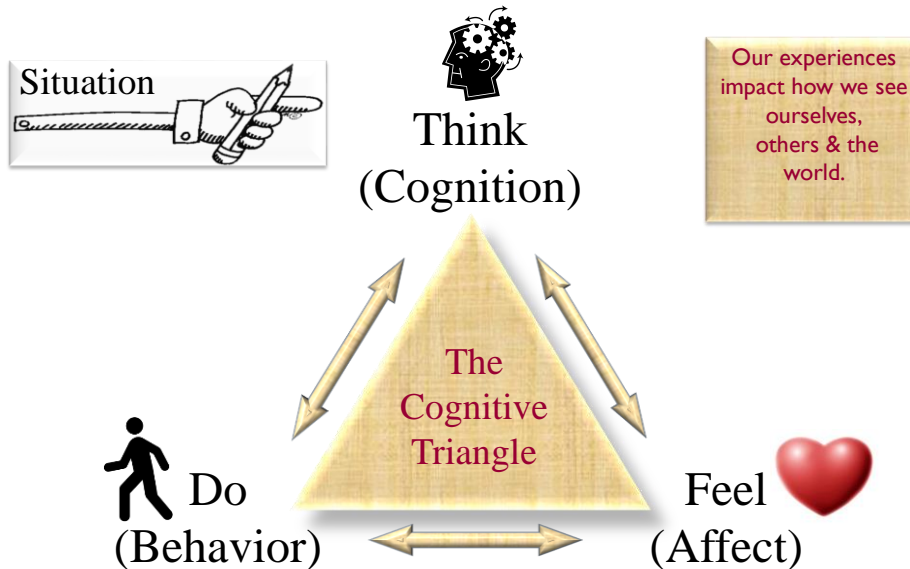 Situation
Think
(Cognition)
Our experiences
impact how we see
ourselves,
others & the
world.
The
Cognitive
Triangle
Do
(Behavior)
Feel
(Affect)